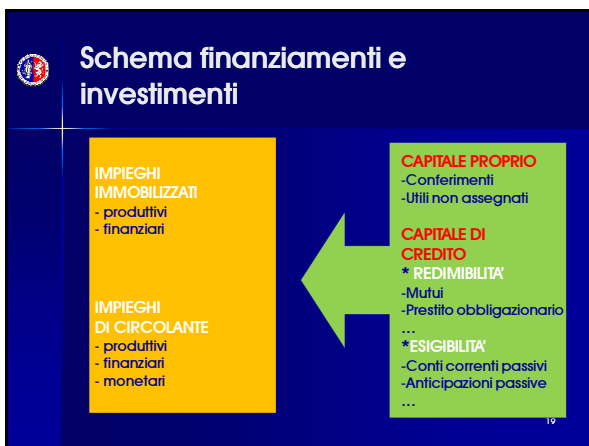 Schema finanziamenti e
investimenti
IMPIEGHI
IMMOBILIZZATI
- produttivi
- finanziari
IMPIEGHI
DI CIRCOLANTE
- produttivi
- finanziari
- monetari
CAPITALE PROPRIO
-Conferimenti
-Utili non assegnati
CAPITALE DI
CREDITO
* REDIMIBILITA'
-Mutui
-Prestito obbligazionario
...
*ESIGIBILITA'
-Conti correnti passivi
-Anticipazioni passive
...
19